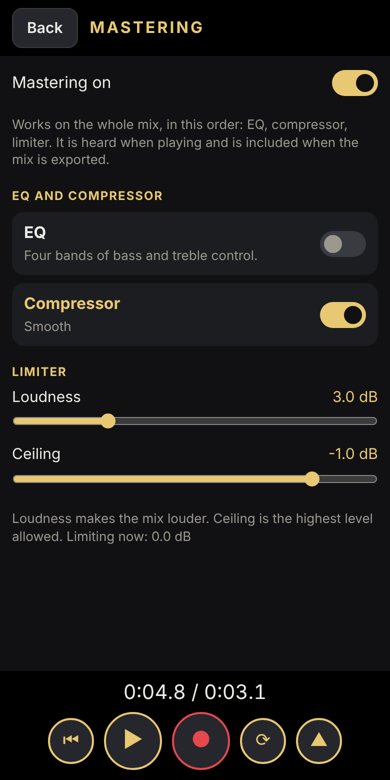 Back
MASTERING
Mastering on
Works on the whole mix, in this order: EQ, compressor,
limiter. It is heard when playing and is included when the
mix is exported.
EQ AND COMPRESSOR
EQ
Four bands of bass and treble control.
Compressor
Smooth
LIMITER
Loudness 3.0 dB
Ceiling -1.0 dB
Loudness makes the mix louder. Ceiling is the highest level
allowed. Limiting now: 0.0 dB
0:04.8 / 0:03.1